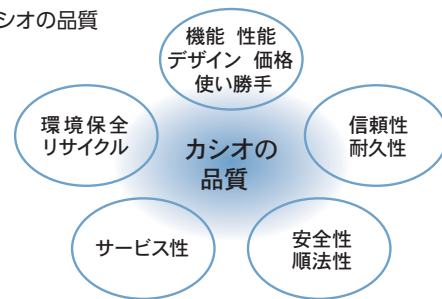 シオの品質
機能 性能
デザイン 価格
使い勝手
環境保全
リサイクル
信頼性
耐久性
カシオの
品質
サービス性
安全性
順法性